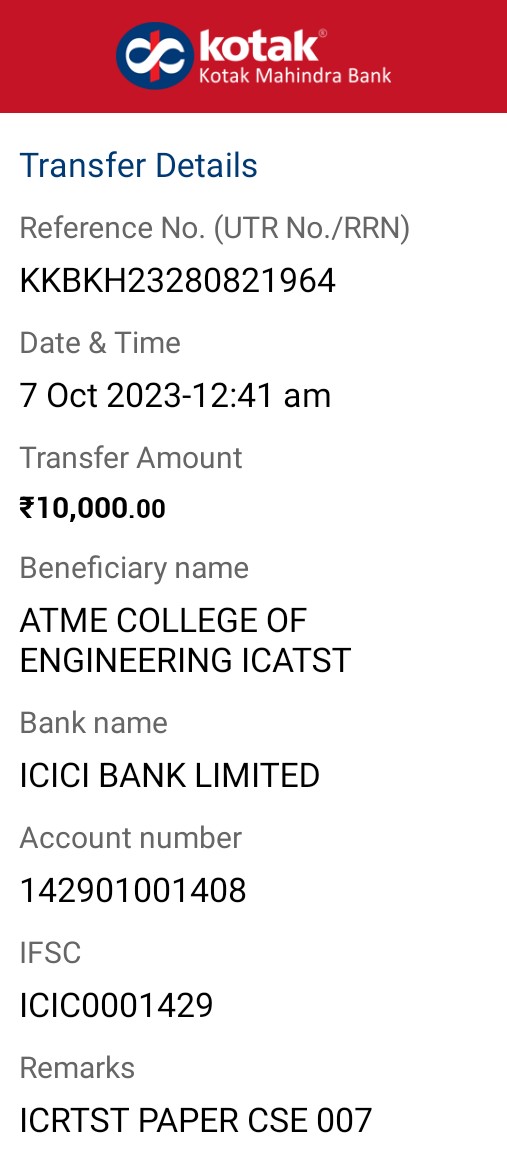 kotak®
Kotak Mahindra Bank
Transfer Details
Reference No. (UTR No./RRN)
KKBKH23280821964
Date & Time
7 Oct 2023-12:41 am
Transfer Amount
₹10,000.00
Beneficiary name
ATME COLLEGE OF
ENGINEERING ICATST
Bank name
ICICI BANK LIMITED
Account number
142901001408
IFSC
ICIC0001429
Remarks
ICRTST PAPER CSE 007